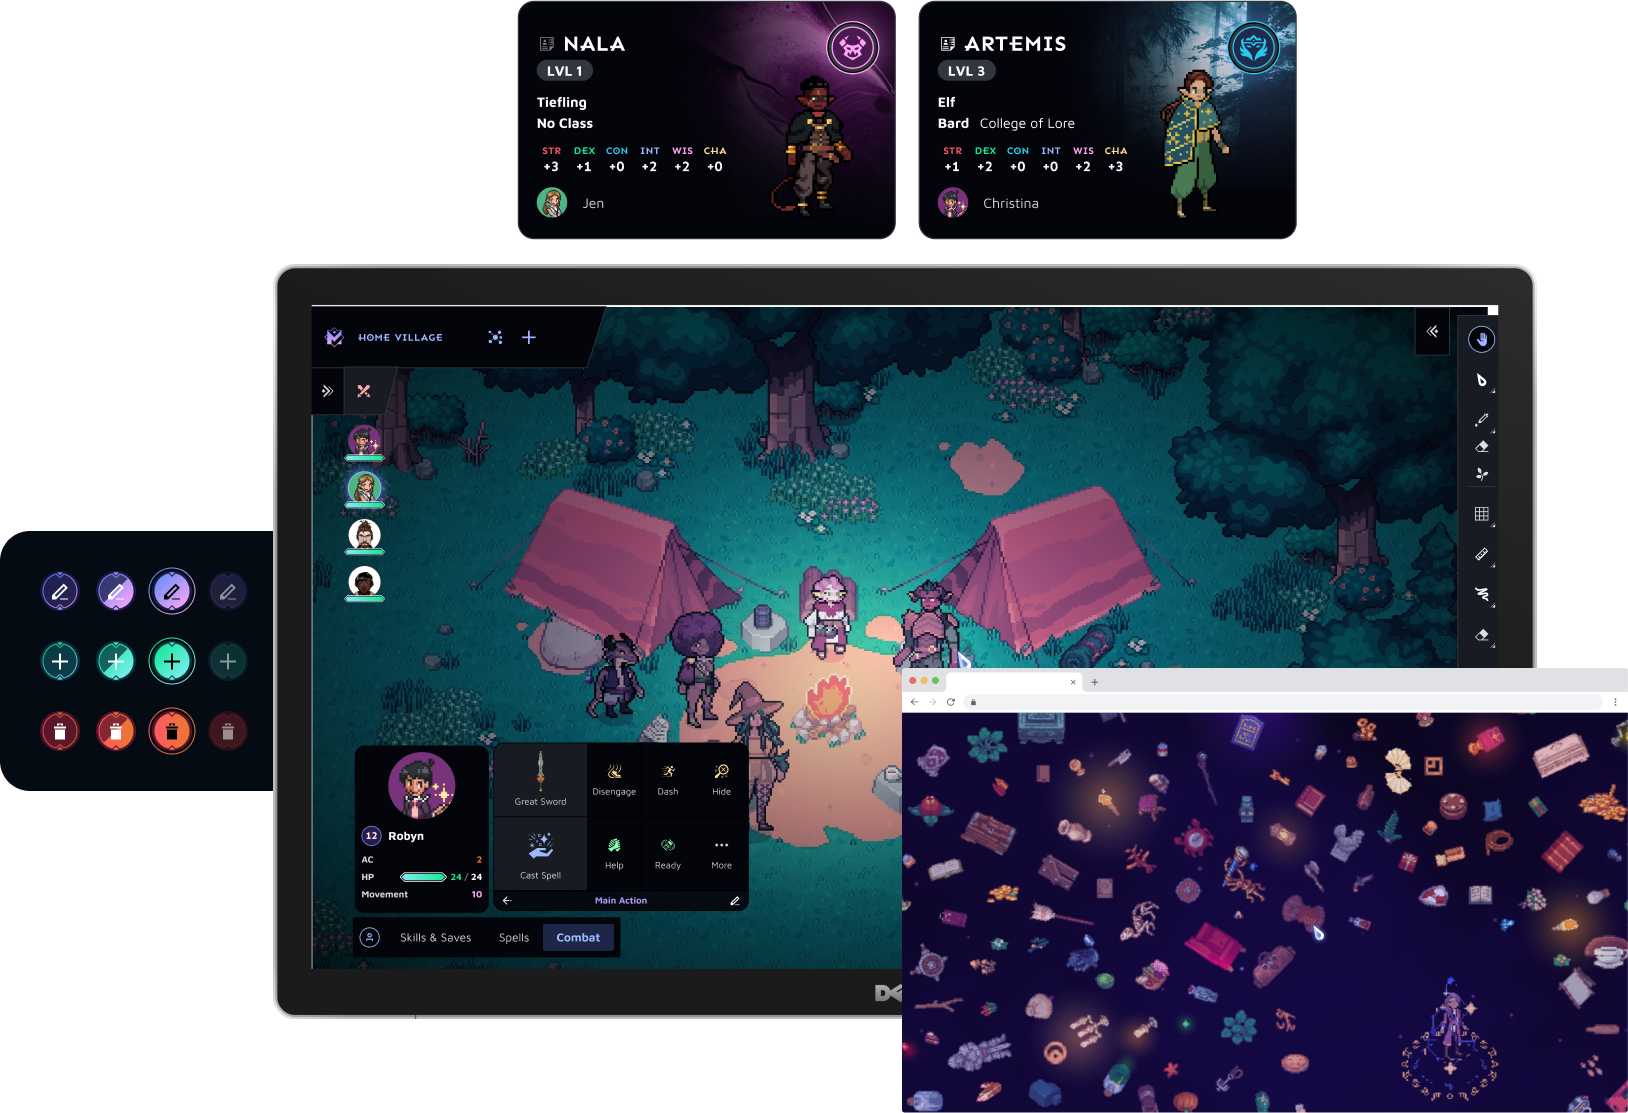 NALA
LVL 1
Tiefling
No Class
STR DEX CON INT WIS CHA
+3 +1 +0 +2 +2 +0
Jen
ARTEMIS
LVL 3
Elf
Bard College of Lore
STR DEX CON INT WIS CHA
+1 +2 +0 +0 +2 +3
Christina
HOME VILLAGE
12 Robyn
AC 2
HP 24 / 24
Movement 10
Great Sword
Disengage
Dash
Hide
Cast Spell
Help
Ready
More
Main Action
Skills & Saves
Spells
Combat